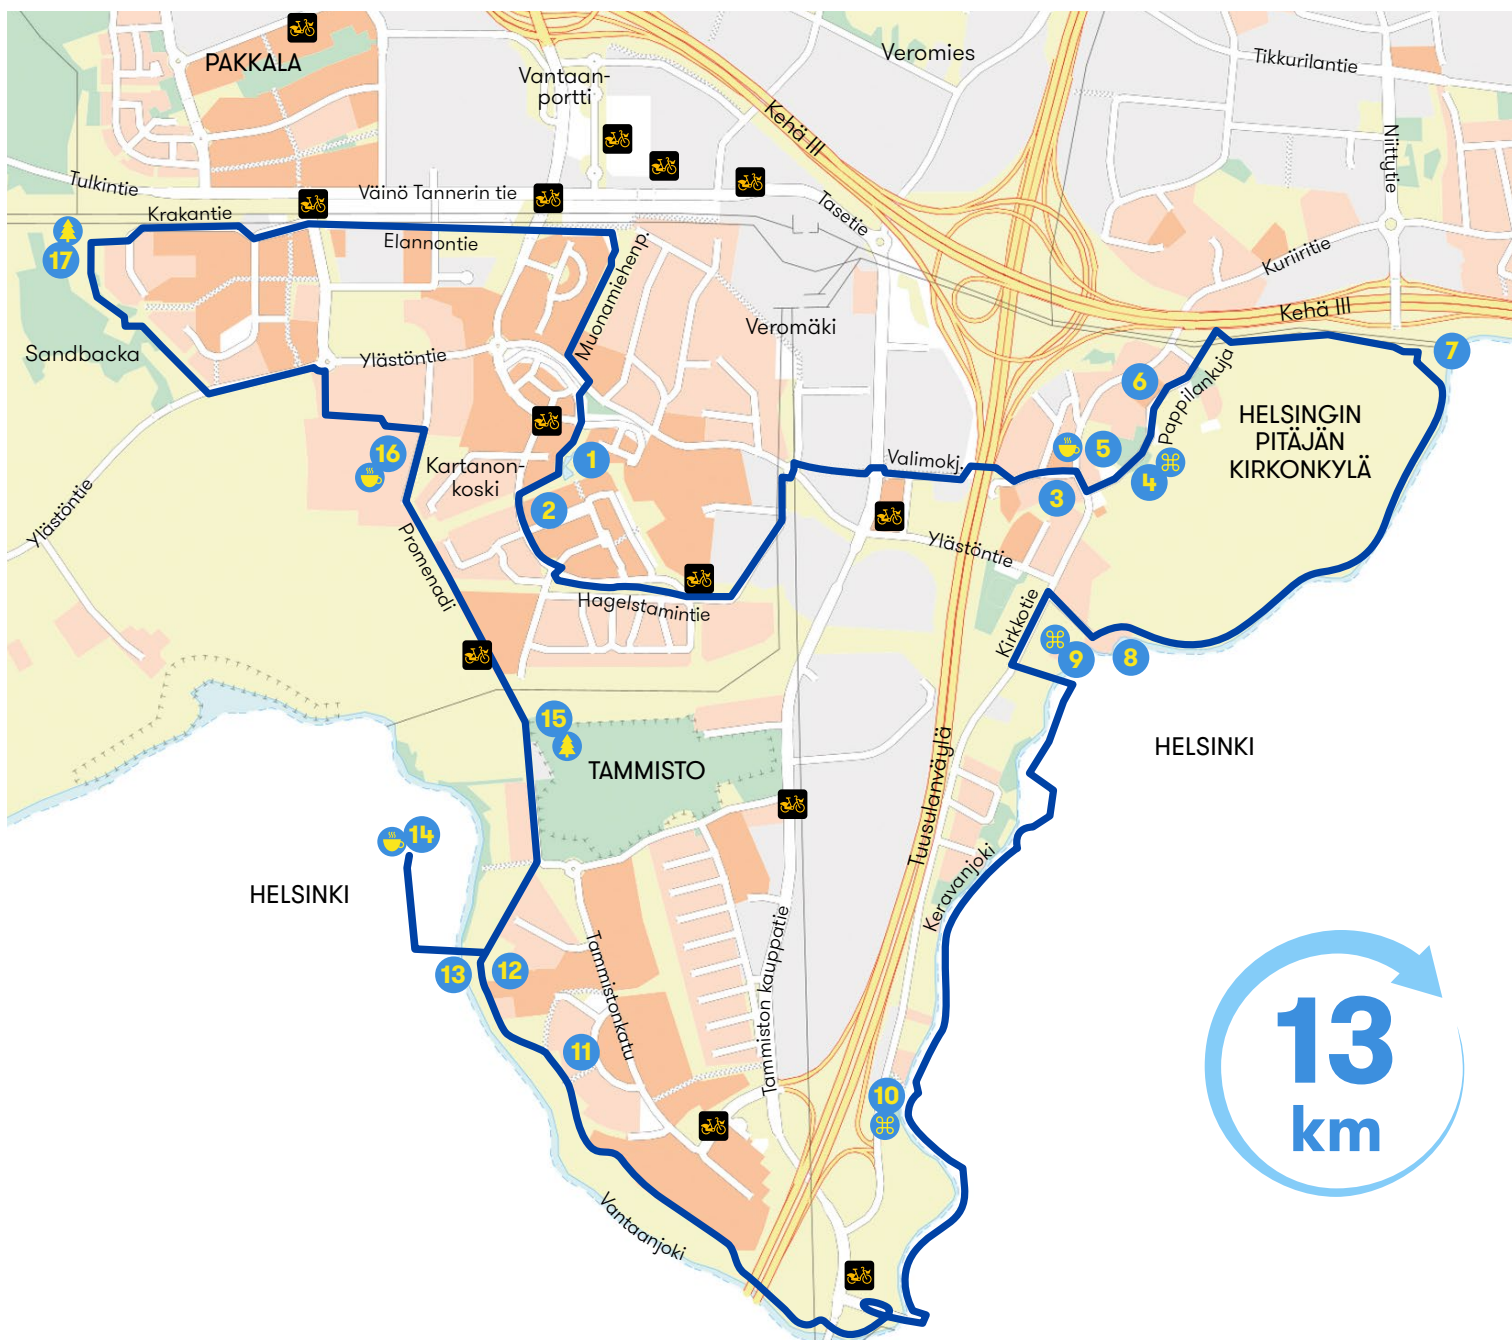 PAKKALA
Vantaan-
portti
Veromies
Tikkurilantie
Kehä III
Niittytie
Tulkintie
Väinö Tannerin tie
Krakantie
Elannontie
Tasetie
Kuriiritie
17
Muonamiehenp.
Kehä III
Veromäki
Sandbacka
Ylästöntie
7
6
Pappilankuja
HELSINGIN
PITÄJÄN
KIRKONKYLÄ
16
Kartanon-
koski
1
Valimokj.
5
4
3
2
Ylästöntie
Ylästöntie
Promenadi
Hagelstamintie
Kirkkotie
9
8
15
TAMMISTO
HELSINKI
Tuusulanväylä
14
HELSINKI
Keravanjoki
13
12
Tammistonkatu
Tammiston kauppatie
11
10
13
km
Vantaanjoki